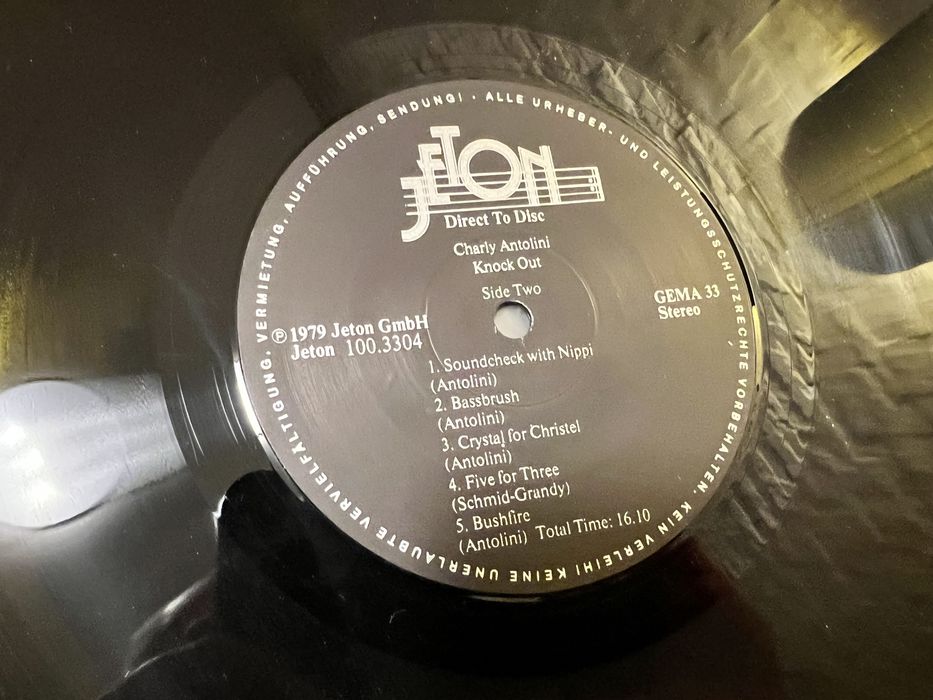 ALLE URHEBER- UND LEISTUNGSSCHUTZRECHTE VORBEHALTEN. KEIN VERLEIH! KEINE UNERLAUBTE VERVIELFÄLTIGUNG, VERMIETUNG, AUFFÜHRUNG, SENDUNG! ·
JETON
Direct To Disc
Charly Antolini
Knock Out
Side Two
GEMA 33
Stereo
℗ 1979 Jeton GmbH
Jeton 100.3304
1. Soundcheck with Nippi
(Antolini)
2. Bassbrush
(Antolini)
3. Crystal for Christel
(Antolini)
4. Five for Three
(Schmid-Grandy)
5. Bushfire
(Antolini) Total Time: 16.10